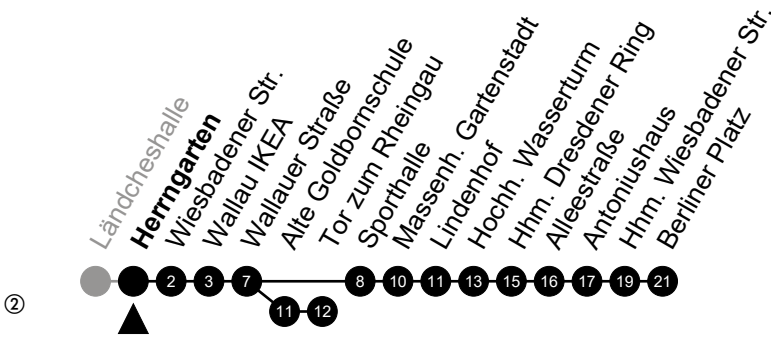 Ländcheshalle
Herrngarten
Wiesbadener Str.
Wallau IKEA
Wallauer Straße
Alte Goldbornschule
Tor zum Rheingau
Sporthalle
Massenh. Gartenstadt
Lindenhof
Hochh. Wasserturm
Hhm. Dresdener Ring
Alleestraße
Antoniushaus
Hhm. Wiesbadener Str.
Berliner Platz
2 3 7 8 10 11 13 15 16 17 19 21
② 11 12